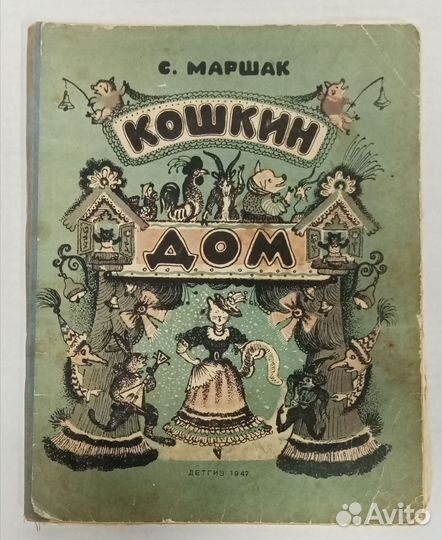 С. МАРШАК
КОШКИН
ДОМ
ДЕТГИЗ 1947
Avito